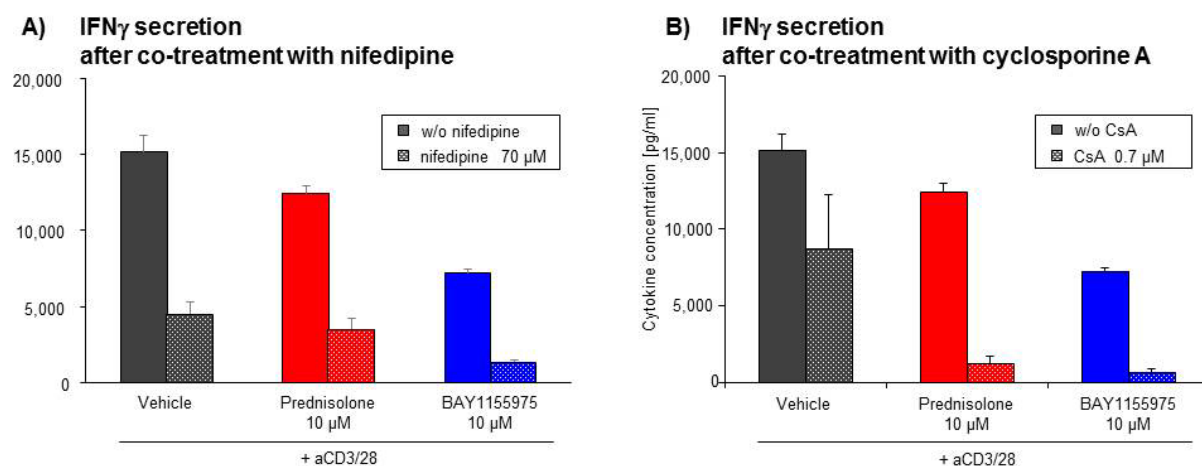 A) IFNγ secretion
after co-treatment with nifedipine
20,000
15,000
10,000
5,000
0
w/o nifedipine
nifedipine 70 µM
Vehicle
Prednisolone
10 µM
BAY1155975
10 µM
+ aCD3/28
B) IFNγ secretion
after co-treatment with cyclosporine A
Cytokine concentration [pg/ml]
20,000
15,000
10,000
5,000
0
w/o CsA
CsA 0.7 µM
Vehicle
Prednisolone
10 µM
BAY1155975
10 µM
+ aCD3/28